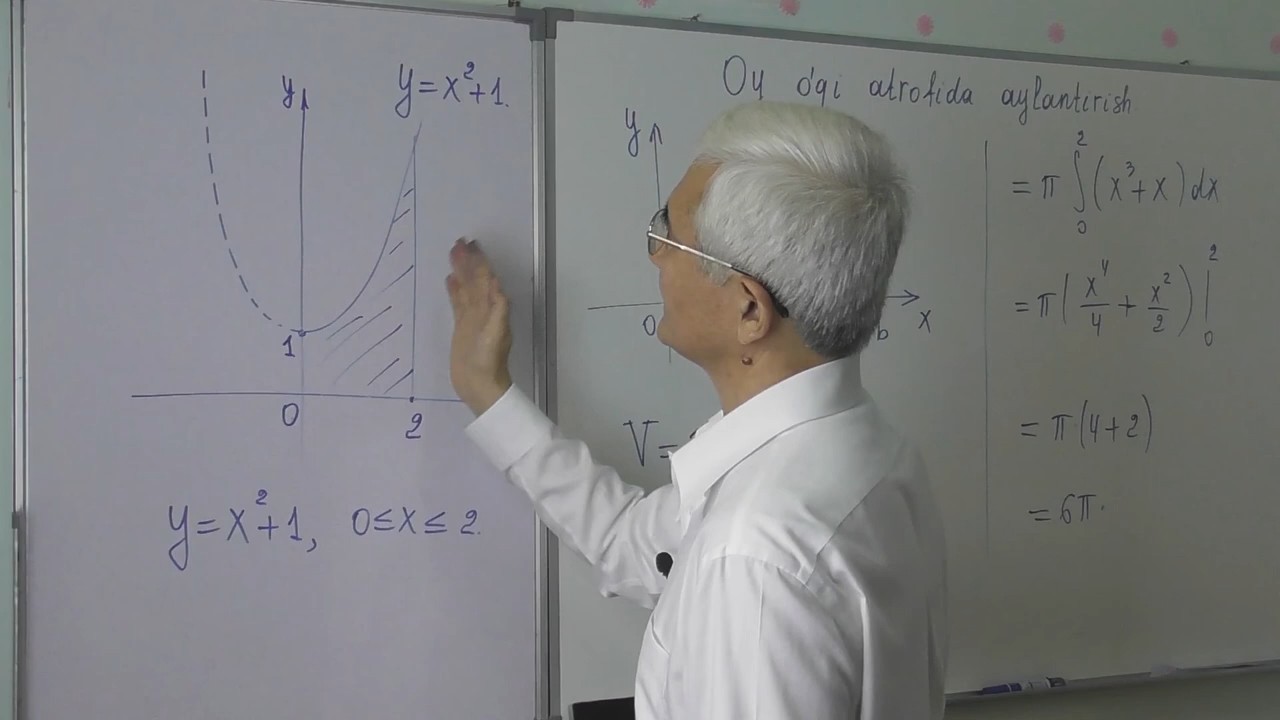 y
y=x²+1.
1
0
2
y=x²+1, 0≤x≤2.
Oy o'qi atrofida aylantirish
y
0
b
x
V=
= π ∫₀² (x³+x)dx
= π(x⁴/4 + x²/2)|₀²
= π(4+2)
= 6π.